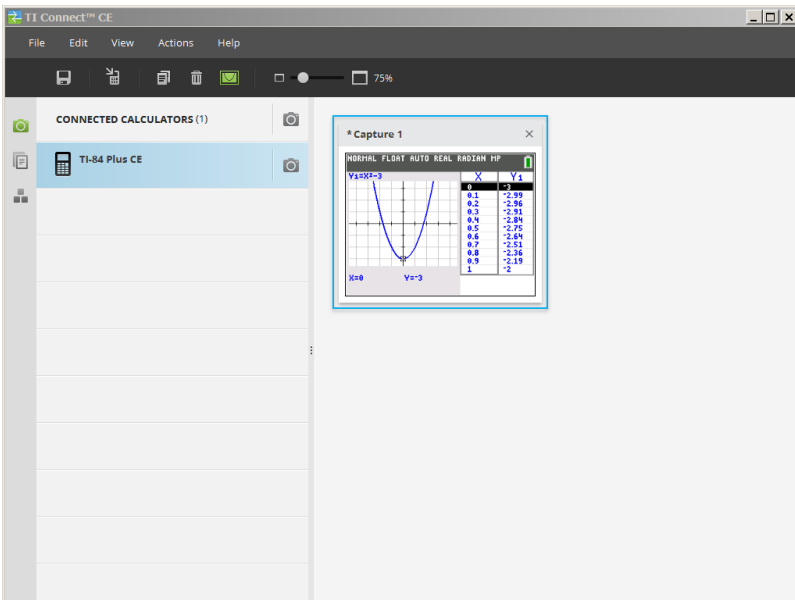 TI Connect™ CE
File Edit View Actions Help
75%
CONNECTED CALCULATORS (1)
TI-84 Plus CE
*Capture 1
NORMAL FLOAT AUTO REAL RADIAN MP
Y1=X²-3
X Y1
0 -3
0.1 -2.99
0.2 -2.96
0.3 -2.91
0.4 -2.84
0.5 -2.75
0.6 -2.64
0.7 -2.51
0.8 -2.36
0.9 -2.19
1 -2
X=0 Y=-3